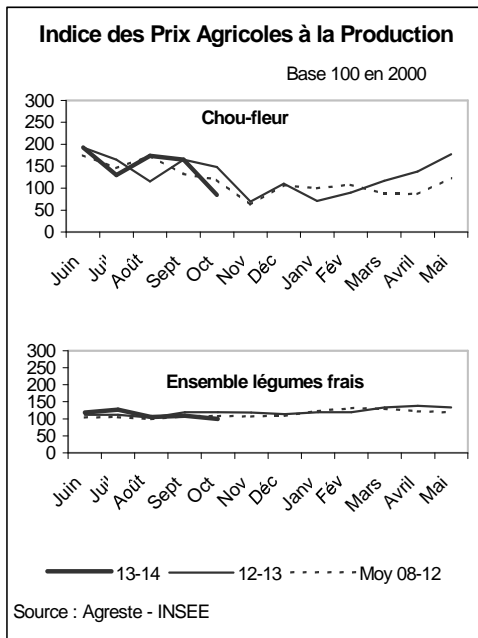 Indice des Prix Agricoles à la Production
Base 100 en 2000
Chou-fleur
300
250
200
150
100
50
0
Juin
Jui"
Août
Sept
Oct
Nov
Déc
Janv
Fév
Mars
Avril
Mai
Ensemble légumes frais
300
250
200
150
100
50
0
Juin
Jui"
Août
Sept
Oct
Nov
Déc
Janv
Fév
Mars
Avril
Mai
13-14 12-13 Moy 08-12
Source : Agreste - INSEE